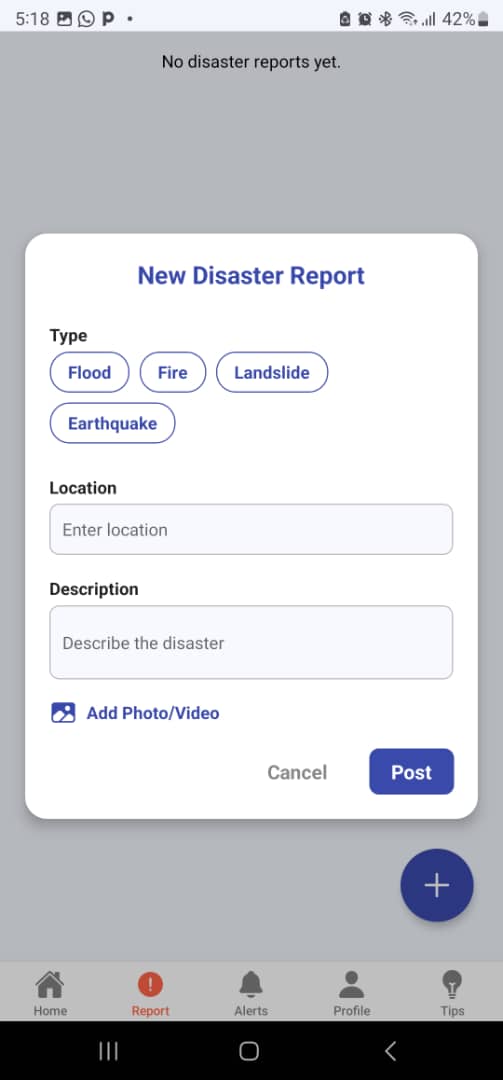 5:18 42%
No disaster reports yet.
New Disaster Report
Type
Flood Fire Landslide
Earthquake
Location
Enter location
Description
Describe the disaster
Add Photo/Video
Cancel Post
Home Report Alerts Profile Tips